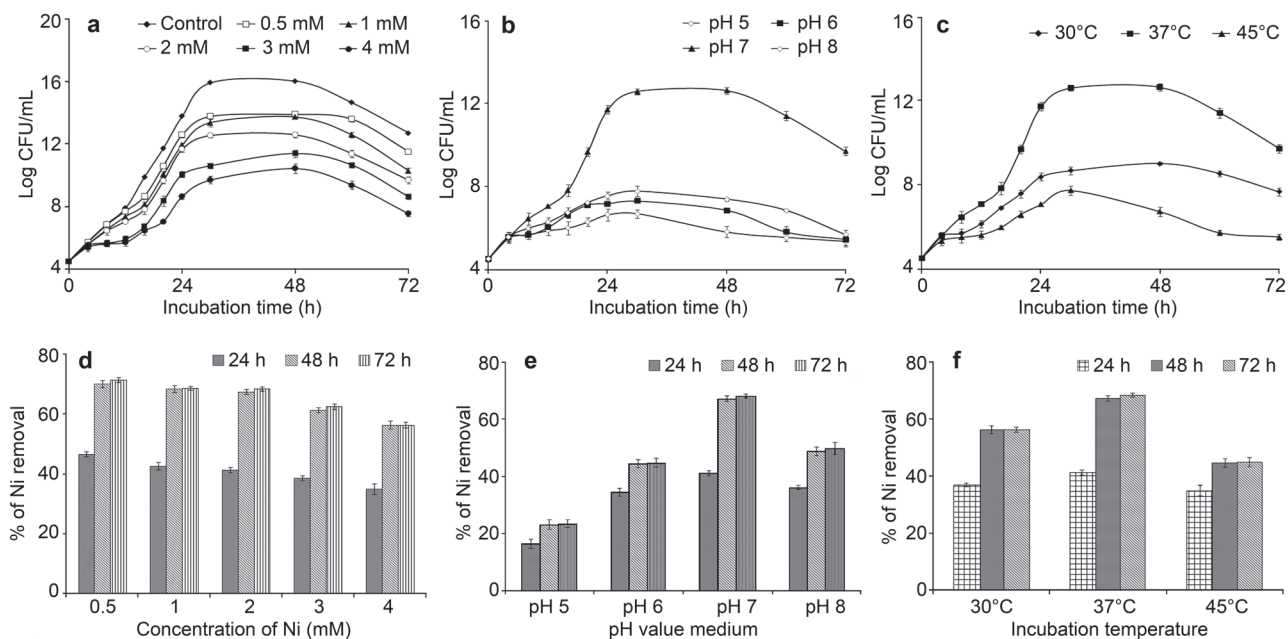 a
Control 0.5 mM 1 mM
2 mM 3 mM 4 mM
20
16
12
8
4
Log CFU/mL
0 24 48 72
Incubation time (h)
b
pH 5 pH 6
pH 7 pH 8
16
12
8
4
Log CFU/mL
0 24 48 72
Incubation time (h)
c
30°C 37°C 45°C
16
12
8
4
Log CFU/mL
0 24 48 72
Incubation time (h)
d
24 h 48 h 72 h
80
60
40
20
0
% of Ni removal
0.5 1 2 3 4
Concentration of Ni (mM)
e
24 h 48 h 72 h
80
60
40
20
0
% of Ni removal
pH 5 pH 6 pH 7 pH 8
pH value medium
f
24 h 48 h 72 h
80
60
40
20
0
% of Ni removal
30°C 37°C 45°C
Incubation temperature